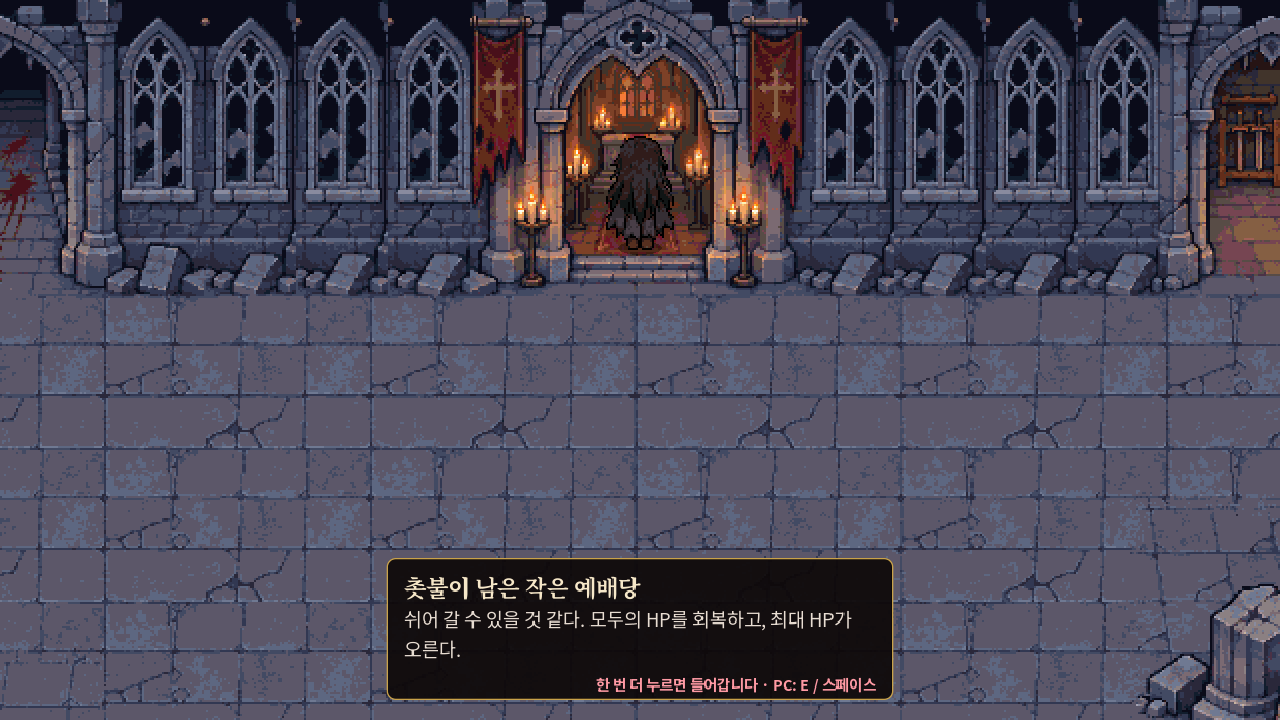 촛불이 남은 작은 예배당
쉬어 갈 수 있을 것 같다. 모두의 HP를 회복하고, 최대 HP가
오른다.
한 번 더 누르면 들어갑니다 · PC: E / 스페이스